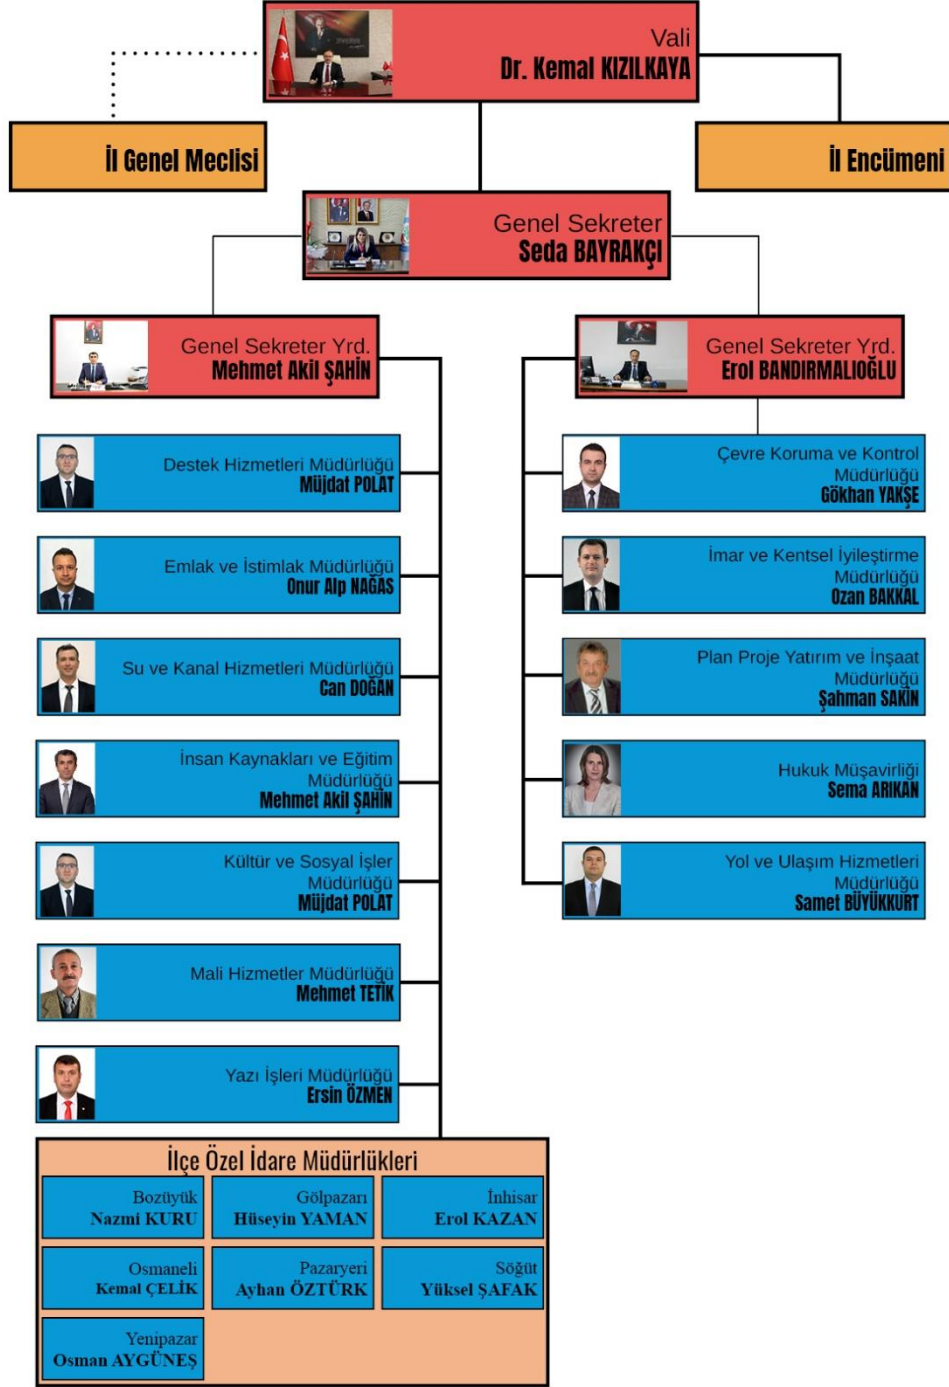 Vali
Dr. Kemal KIZILKAYA
İl Genel Meclisi
İl Encümeni
Genel Sekreter
Seda BAYRAKÇI
Genel Sekreter Yrd.
Mehmet Akil ŞAHİN
Genel Sekreter Yrd.
Erol BANDIRMALIOĞLU
Destek Hizmetleri Müdürlüğü
Müjdat POLAT
Emlak ve İstimlak Müdürlüğü
Onur Alp NAĞAS
Su ve Kanal Hizmetleri Müdürlüğü
Can DOĞAN
İnsan Kaynakları ve Eğitim
Müdürlüğü
Mehmet Akil ŞAHİN
Kültür ve Sosyal İşler
Müdürlüğü
Müjdat POLAT
Mali Hizmetler Müdürlüğü
Mehmet TETİK
Yazı İşleri Müdürlüğü
Ersin ÖZMEN
Çevre Koruma ve Kontrol
Müdürlüğü
Gökhan YAKŞE
İmar ve Kentsel İyileştirme
Müdürlüğü
Ozan BAKKAL
Plan Proje Yatırım ve İnşaat
Müdürlüğü
Şahman SAKİN
Hukuk Müşavirliği
Sema ARIKAN
Yol ve Ulaşım Hizmetleri
Müdürlüğü
Samet BÜYÜKKURT
İlçe Özel İdare Müdürlükleri
Bozüyük
Nazmi KURU
Gölpazarı
Hüseyin YAMAN
İnhisar
Erol KAZAN
Osmaneli
Kemal ÇELİK
Pazaryeri
Ayhan ÖZTÜRK
Söğüt
Yüksel ŞAFAK
Yenipazar
Osman AYGÜNEŞ